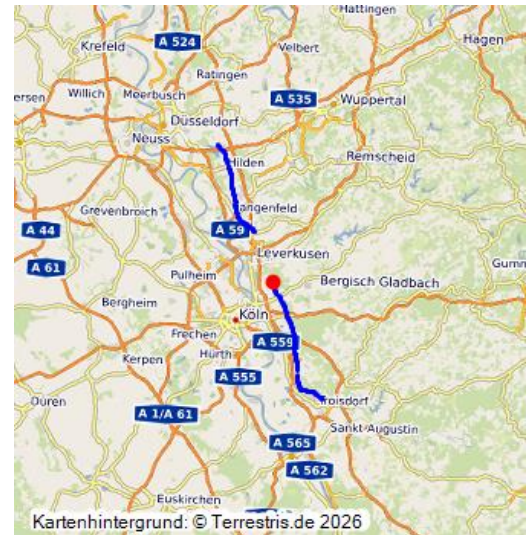 Hattingen
Krefeld
A 524
Velbert
Hagen
Ratingen
Willich
Meerbusch
A 535
Wuppertal
ersen
Düsseldorf
Neuss
Hilden
Remscheid
Grevenbroich
angenfeld
A 44
A 59
Leverkusen
A 61
Pulheim
Gumm
Bergisch Gladbach
Bergheim
Köln
Frechen
A 559
Hürth
Kerpen
A 555
Düren
Troisdorf
A 1/A 61
Sankt Augustin
A 565
A 562
Euskirchen
Kartenhintergrund: © Terrestris.de 2026